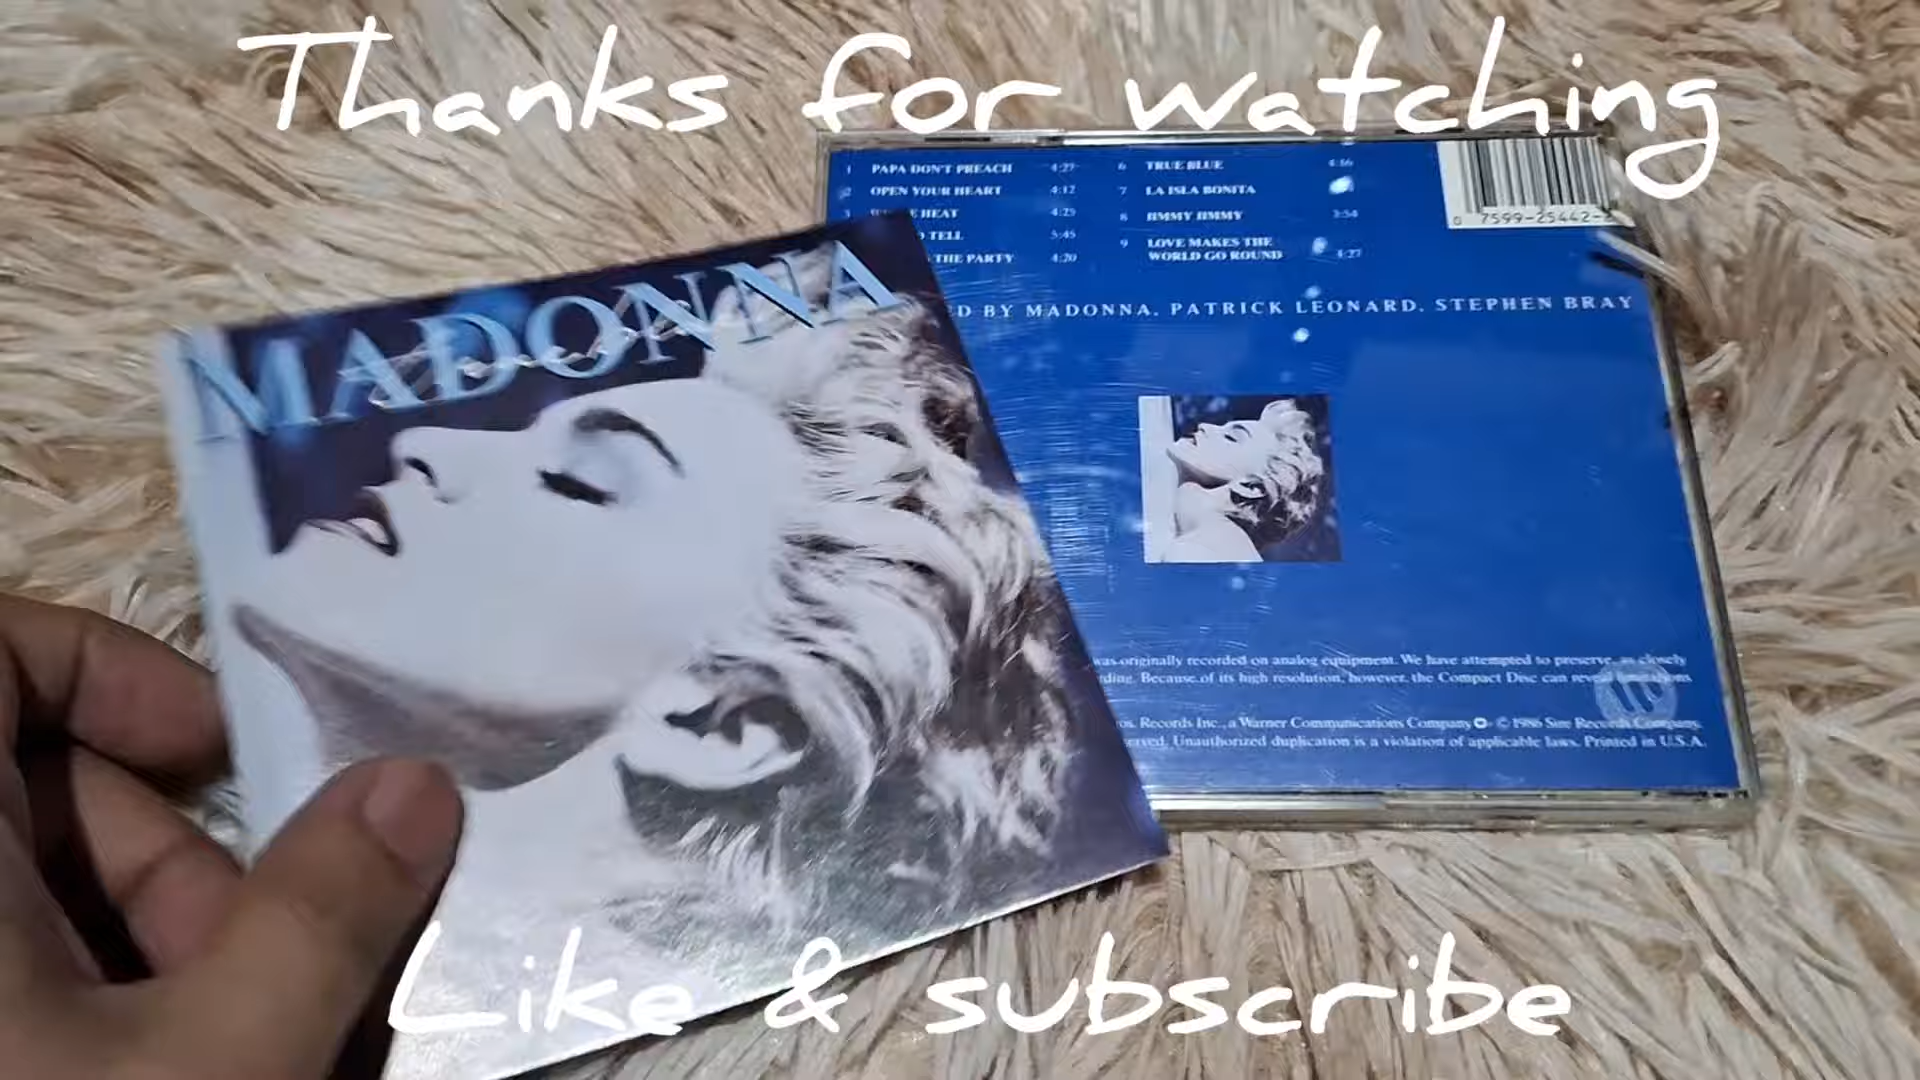 Thanks for watching
1 PAPA DON'T PREACH 4:27
2 OPEN YOUR HEART 4:12
3 HEAT 4:25
TELL 5:45
THE PARTY 4:20
6 TRUE BLUE 4:16
7 LA ISLA BONITA
8 JIMMY JIMMY 3:54
9 LOVE MAKES THE
WORLD GO ROUND 4:27
0 7599-25442-2
MADONNA
BY MADONNA, PATRICK LEONARD, STEPHEN BRAY
was originally recorded on analog equipment. We have attempted to preserve, as closely
Because of its high resolution, however, the Compact Disc can reveal limitations
Records Inc., a Warner Communications Company © 1986 Sire Records Company.
Unauthorized duplication is a violation of applicable laws. Printed in U.S.A.
Like & subscribe